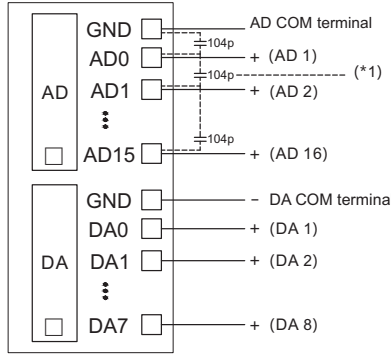 GND AD COM terminal
104p
AD0 + (AD 1)
104p (*1)
AD AD1 + (AD 2)
104p
AD15 + (AD 16)
GND – DA COM termina
DA0 + (DA 1)
DA DA1 + (DA 2)
DA7 + (DA 8)